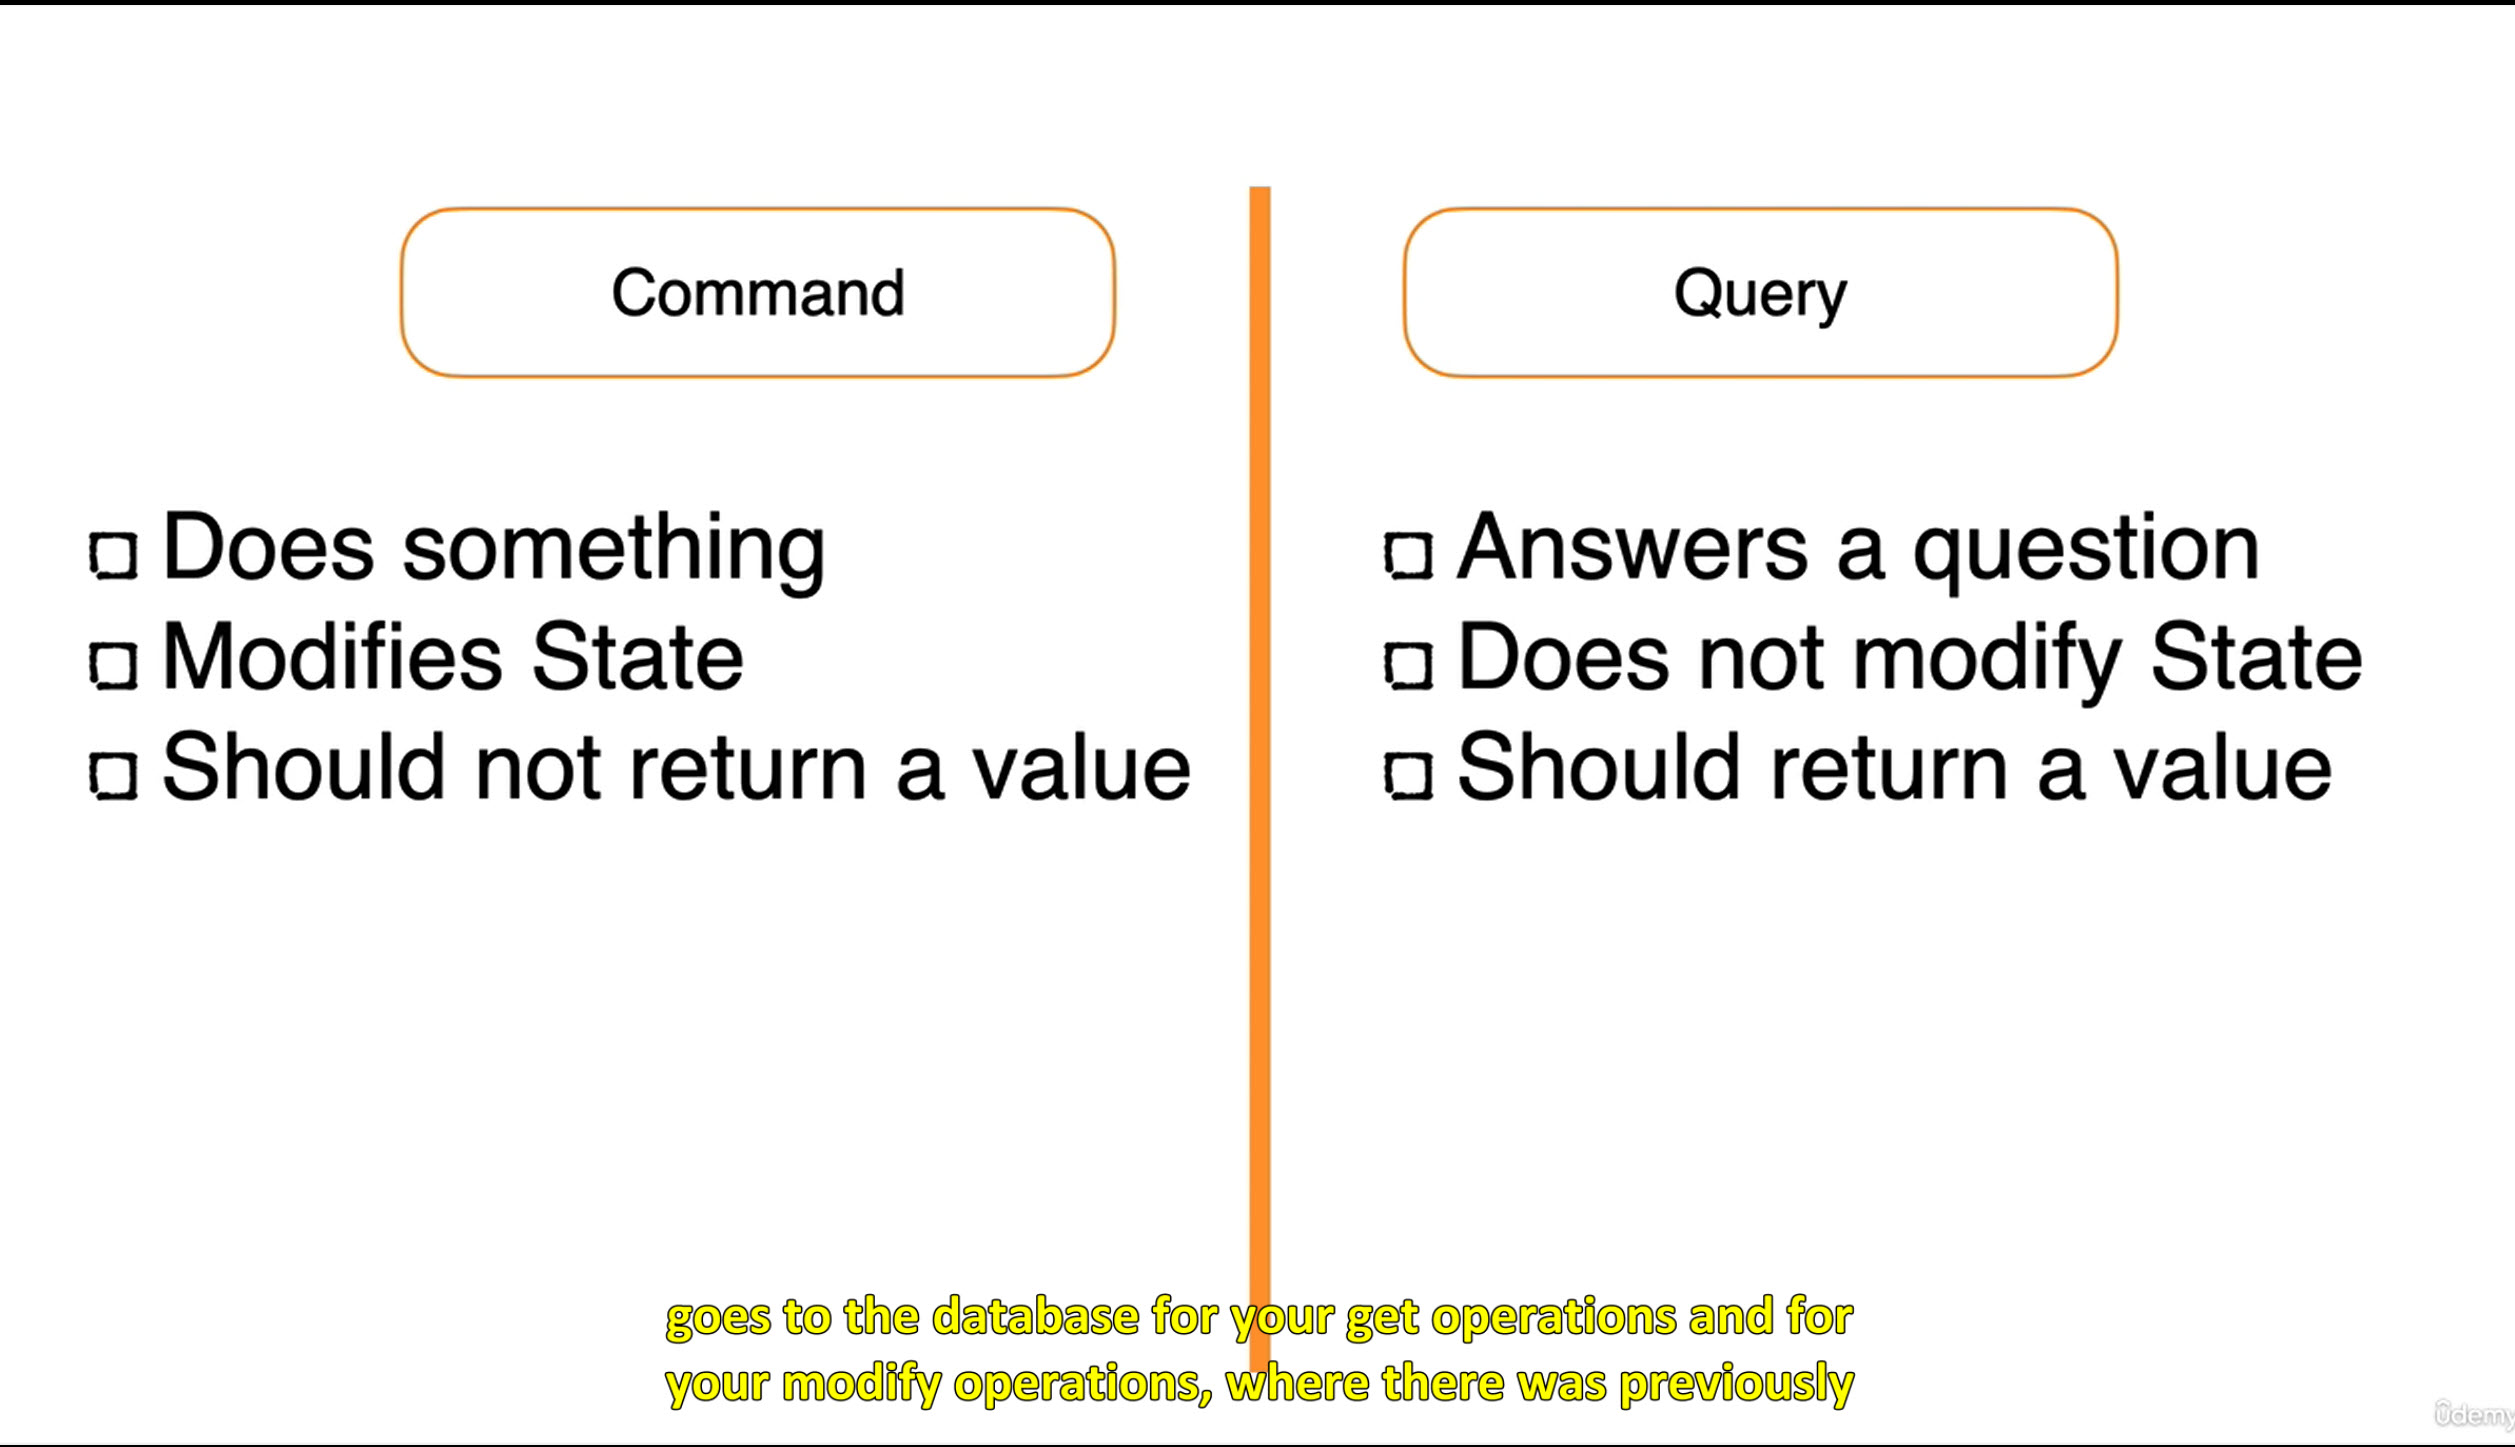 Command
Does something
Modifies State
Should not return a value
Query
Answers a question
Does not modify State
Should return a value
goes to the database for your get operations and for
your modify operations, where there was previously
ûdemy